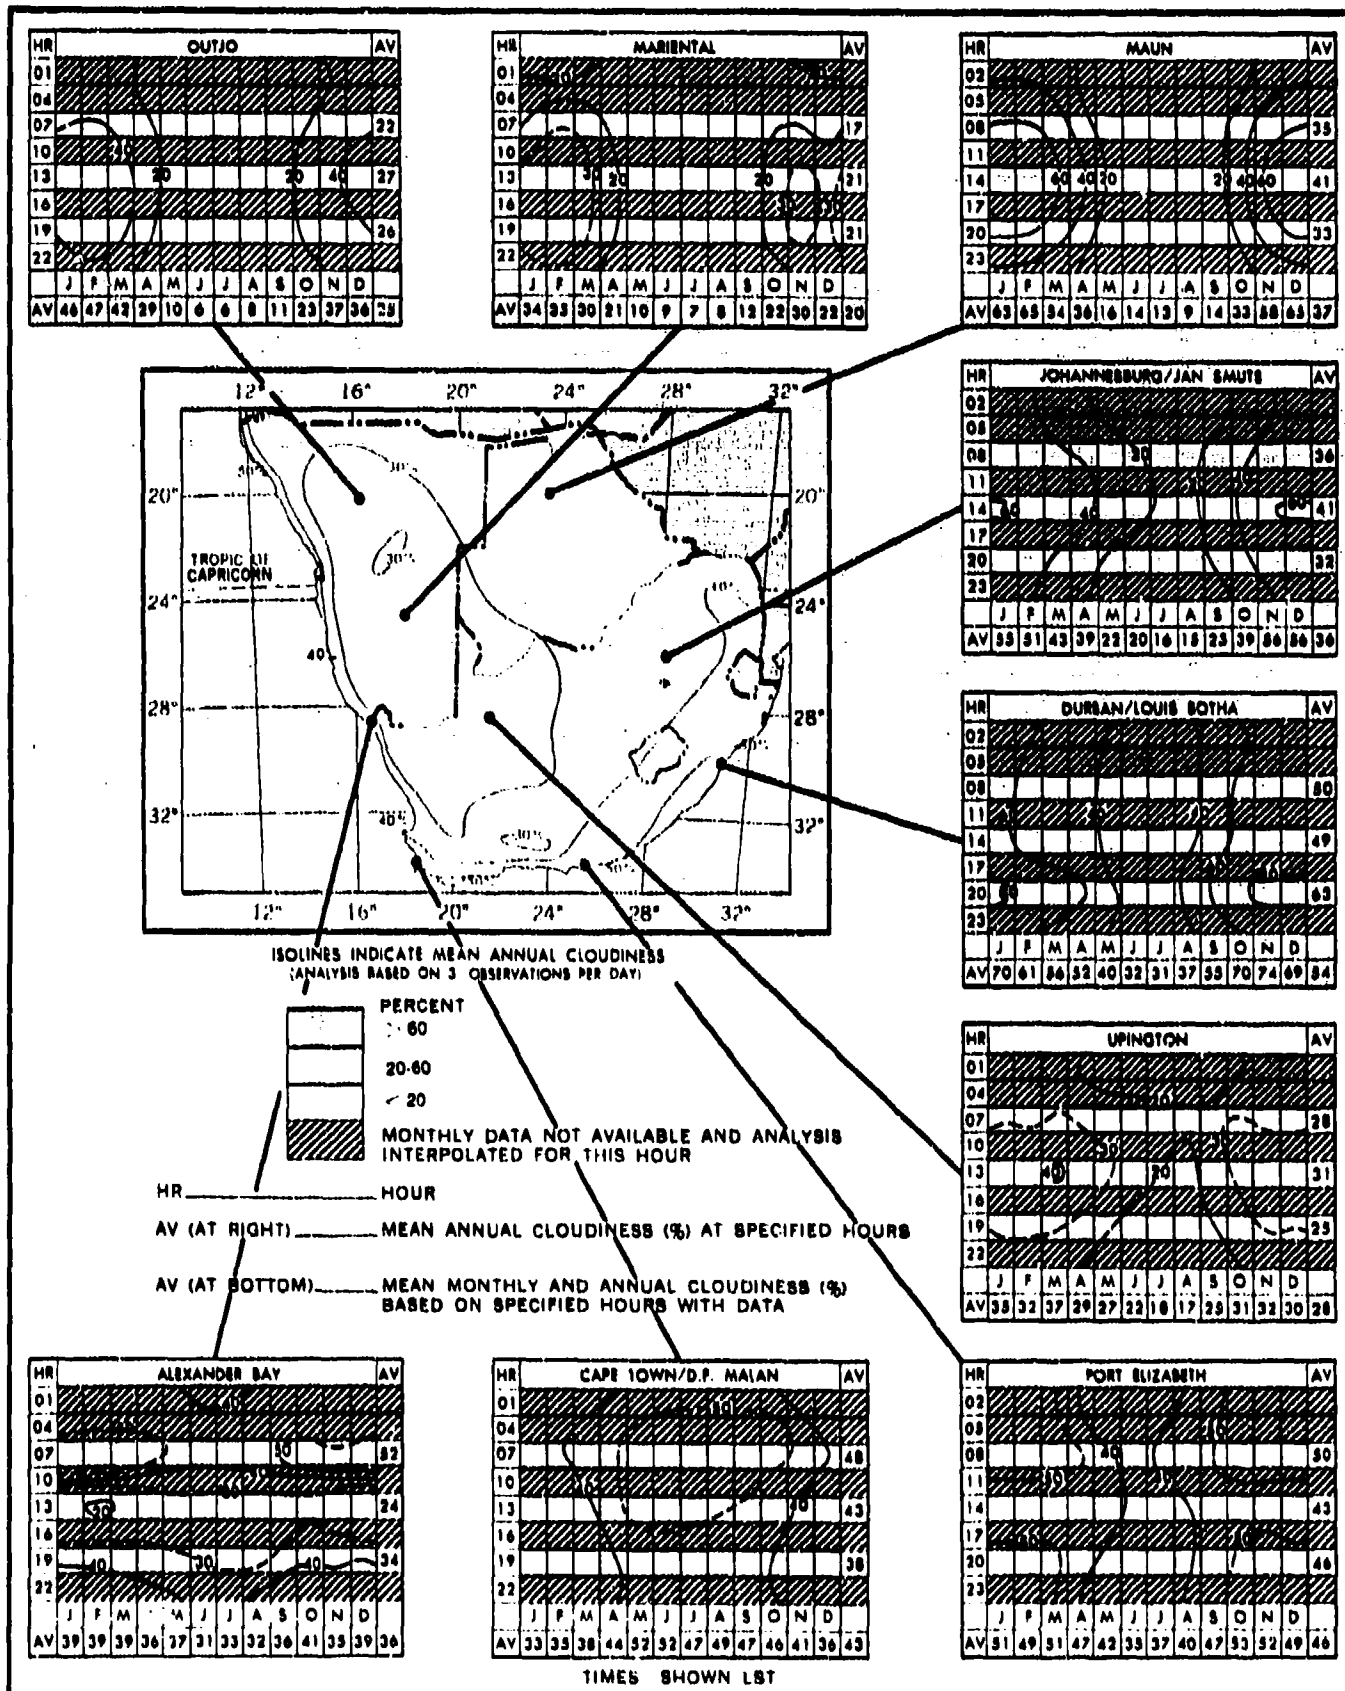 HR OUTJO AV
01
04
07 22
10 40
13 20 20 40 27
16
19 26
22
J F M A M J J A S O N D
AV 46 47 42 29 10 6 6 8 11 23 37 36 25
HR MARIENTAL AV
01
04
07 17
10
13 30 20 20 21
16 30
19 21
22
J F M A M J J A S O N D
AV 34 35 30 21 10 9 7 8 12 22 30 22 20
HR MAUN AV
02
05
08 35
11
14 60 40 20 20 40 60 41
17
20 33
23
J F M A M J J A S O N D
AV 63 65 54 36 16 14 13 9 14 33 58 65 37
HR JOHANNESBURG/JAN SMUTS AV
02
05
08 20 36
11
14 60 40 60 41
17
20 32
23
J F M A M J J A S O N D
AV 55 51 43 39 22 20 16 15 23 39 56 56 36
12° 16° 20° 24° 28° 32°
30%
20° 20°
TROPIC OF
CAPRICORN
30%
24° 24°
40%
40
28° 28°
32° 32°
40%
30%
12° 16° 20° 24° 28° 32°
HR DURBAN/LOUIS BOTHA AV
02
05
08 50
11
14 49
17
20 63
23
J F M A M J J A S O N D
AV 70 61 56 52 40 32 31 37 55 70 74 69 54
ISOLINES INDICATE MEAN ANNUAL CLOUDINESS
(ANALYSIS BASED ON 3 OBSERVATIONS PER DAY)
PERCENT
> 60
20-60
< 20
MONTHLY DATA NOT AVAILABLE AND ANALYSIS
INTERPOLATED FOR THIS HOUR
HR HOUR
AV (AT RIGHT) MEAN ANNUAL CLOUDINESS (%) AT SPECIFIED HOURS
AV (AT BOTTOM) MEAN MONTHLY AND ANNUAL CLOUDINESS (%)
BASED ON SPECIFIED HOURS WITH DATA
HR UPINGTON AV
01
04
07 28
10 30
13 40 20 31
16
19 25
22
J F M A M J J A S O N D
AV 35 32 37 29 27 22 18 17 25 31 32 30 28
HR ALEXANDER BAY AV
01 40
04
07 50 52
10
13 20 24
16
19 40 30 40 34
22
J F M M J J A S O N D
AV 39 39 39 36 37 31 33 32 36 41 35 39 36
HR CAPE TOWN/D.F. MALAN AV
01 50
04
07 48
10
13 40 43
16
19 38
22
J F M A M J J A S O N D
AV 33 35 38 44 52 52 47 49 47 46 41 36 43
HR PORT ELIZABETH AV
02
05
08 40 50
11 50
14 43
17
20 46
23
J F M A M J J A S O N D
AV 51 49 51 47 42 35 37 40 47 53 52 49 46
TIMES SHOWN LST